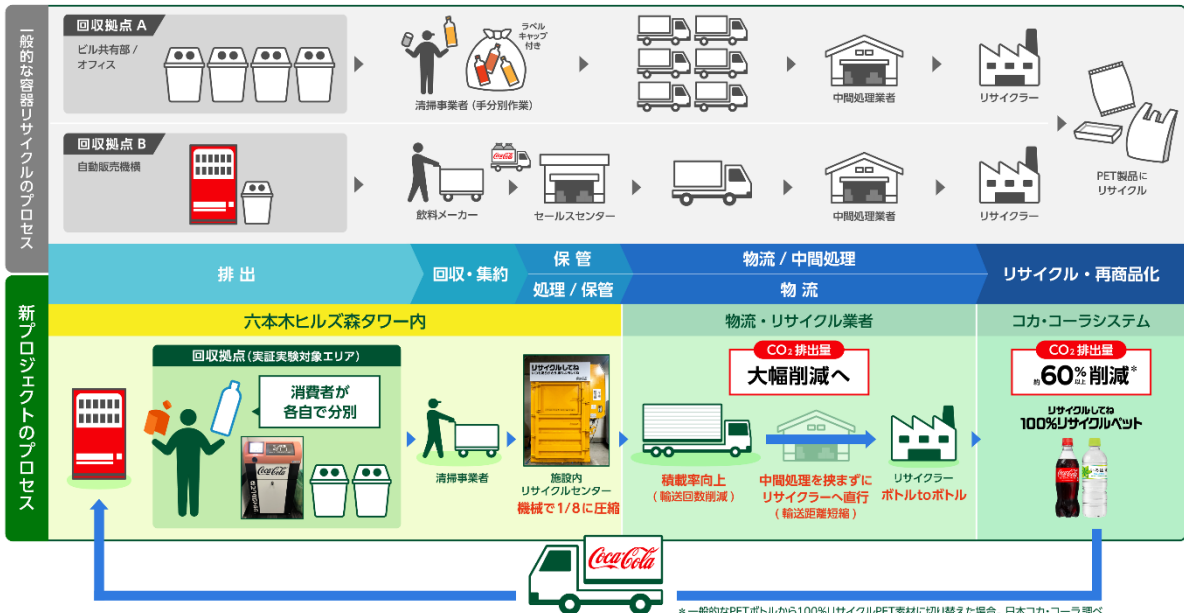 一般的な容器リサイクルのプロセス
回収拠点 A
ビル共有部 /
オフィス
ラベル
キャップ
付き
清掃事業者 (手分別作業)
中間処理業者
リサイクラー
回収拠点 B
自動販売機横
Coca-Cola
飲料メーカー
セールスセンター
中間処理業者
リサイクラー
PET製品に
リサイクル
排 出
回収・集約
保 管
処理 / 保管
物流 / 中間処理
物 流
リサイクル・再商品化
新プロジェクトのプロセス
六本木ヒルズ森タワー内
物流・リサイクル業者
コカ・コーラシステム
回収拠点 (実証実験対象エリア)
消費者が
各自で分別
Coca-Cola
清掃事業者
リサイクルしてね
施設内
リサイクルセンター
機械で1/8に圧縮
CO2 排出量
大幅削減へ
積載率向上
( 輸送回数削減 )
中間処理を挟まずに
リサイクラーへ直行
( 輸送距離短縮 )
リサイクラー
ボトルtoボトル
CO2 排出量
約60%以上削減*
リサイクルしてね
100%リサイクルペット
Coca-Cola
Coca-Cola
* 一般的なPETボトルから100%リサイクルPET素材に切り替えた場合 日本コカ・コーラ調べ